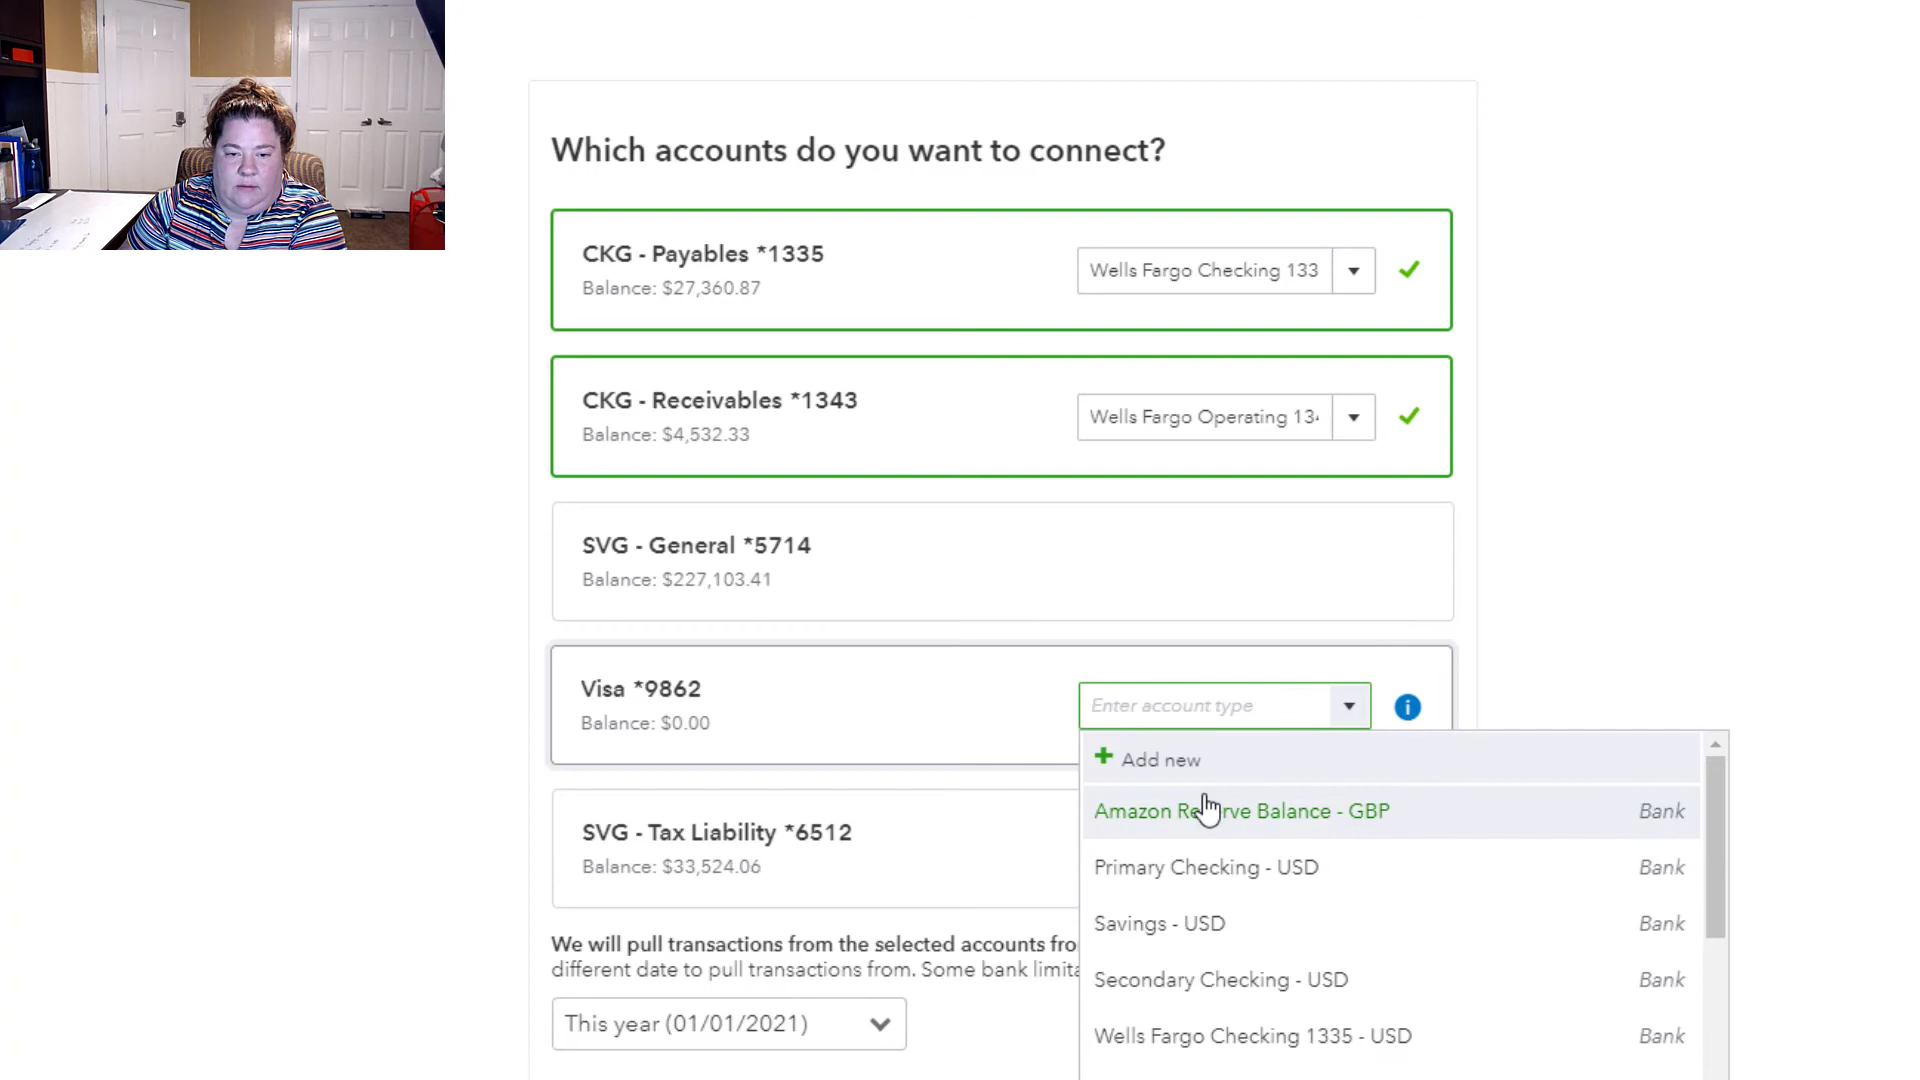 Which accounts do you want to connect?
CKG - Payables *1335
Balance: $27,360.87
Wells Fargo Checking 133
CKG - Receivables *1343
Balance: $4,532.33
Wells Fargo Operating 13
SVG - General *5714
Balance: $227,103.41
Visa *9862
Balance: $0.00
Enter account type
+ Add new
Amazon Reserve Balance - GBP Bank
Primary Checking - USD Bank
Savings - USD Bank
Secondary Checking - USD Bank
Wells Fargo Checking 1335 - USD Bank
SVG - Tax Liability *6512
Balance: $33,524.06
We will pull transactions from the selected accounts fro
different date to pull transactions from. Some bank limita
This year (01/01/2021)